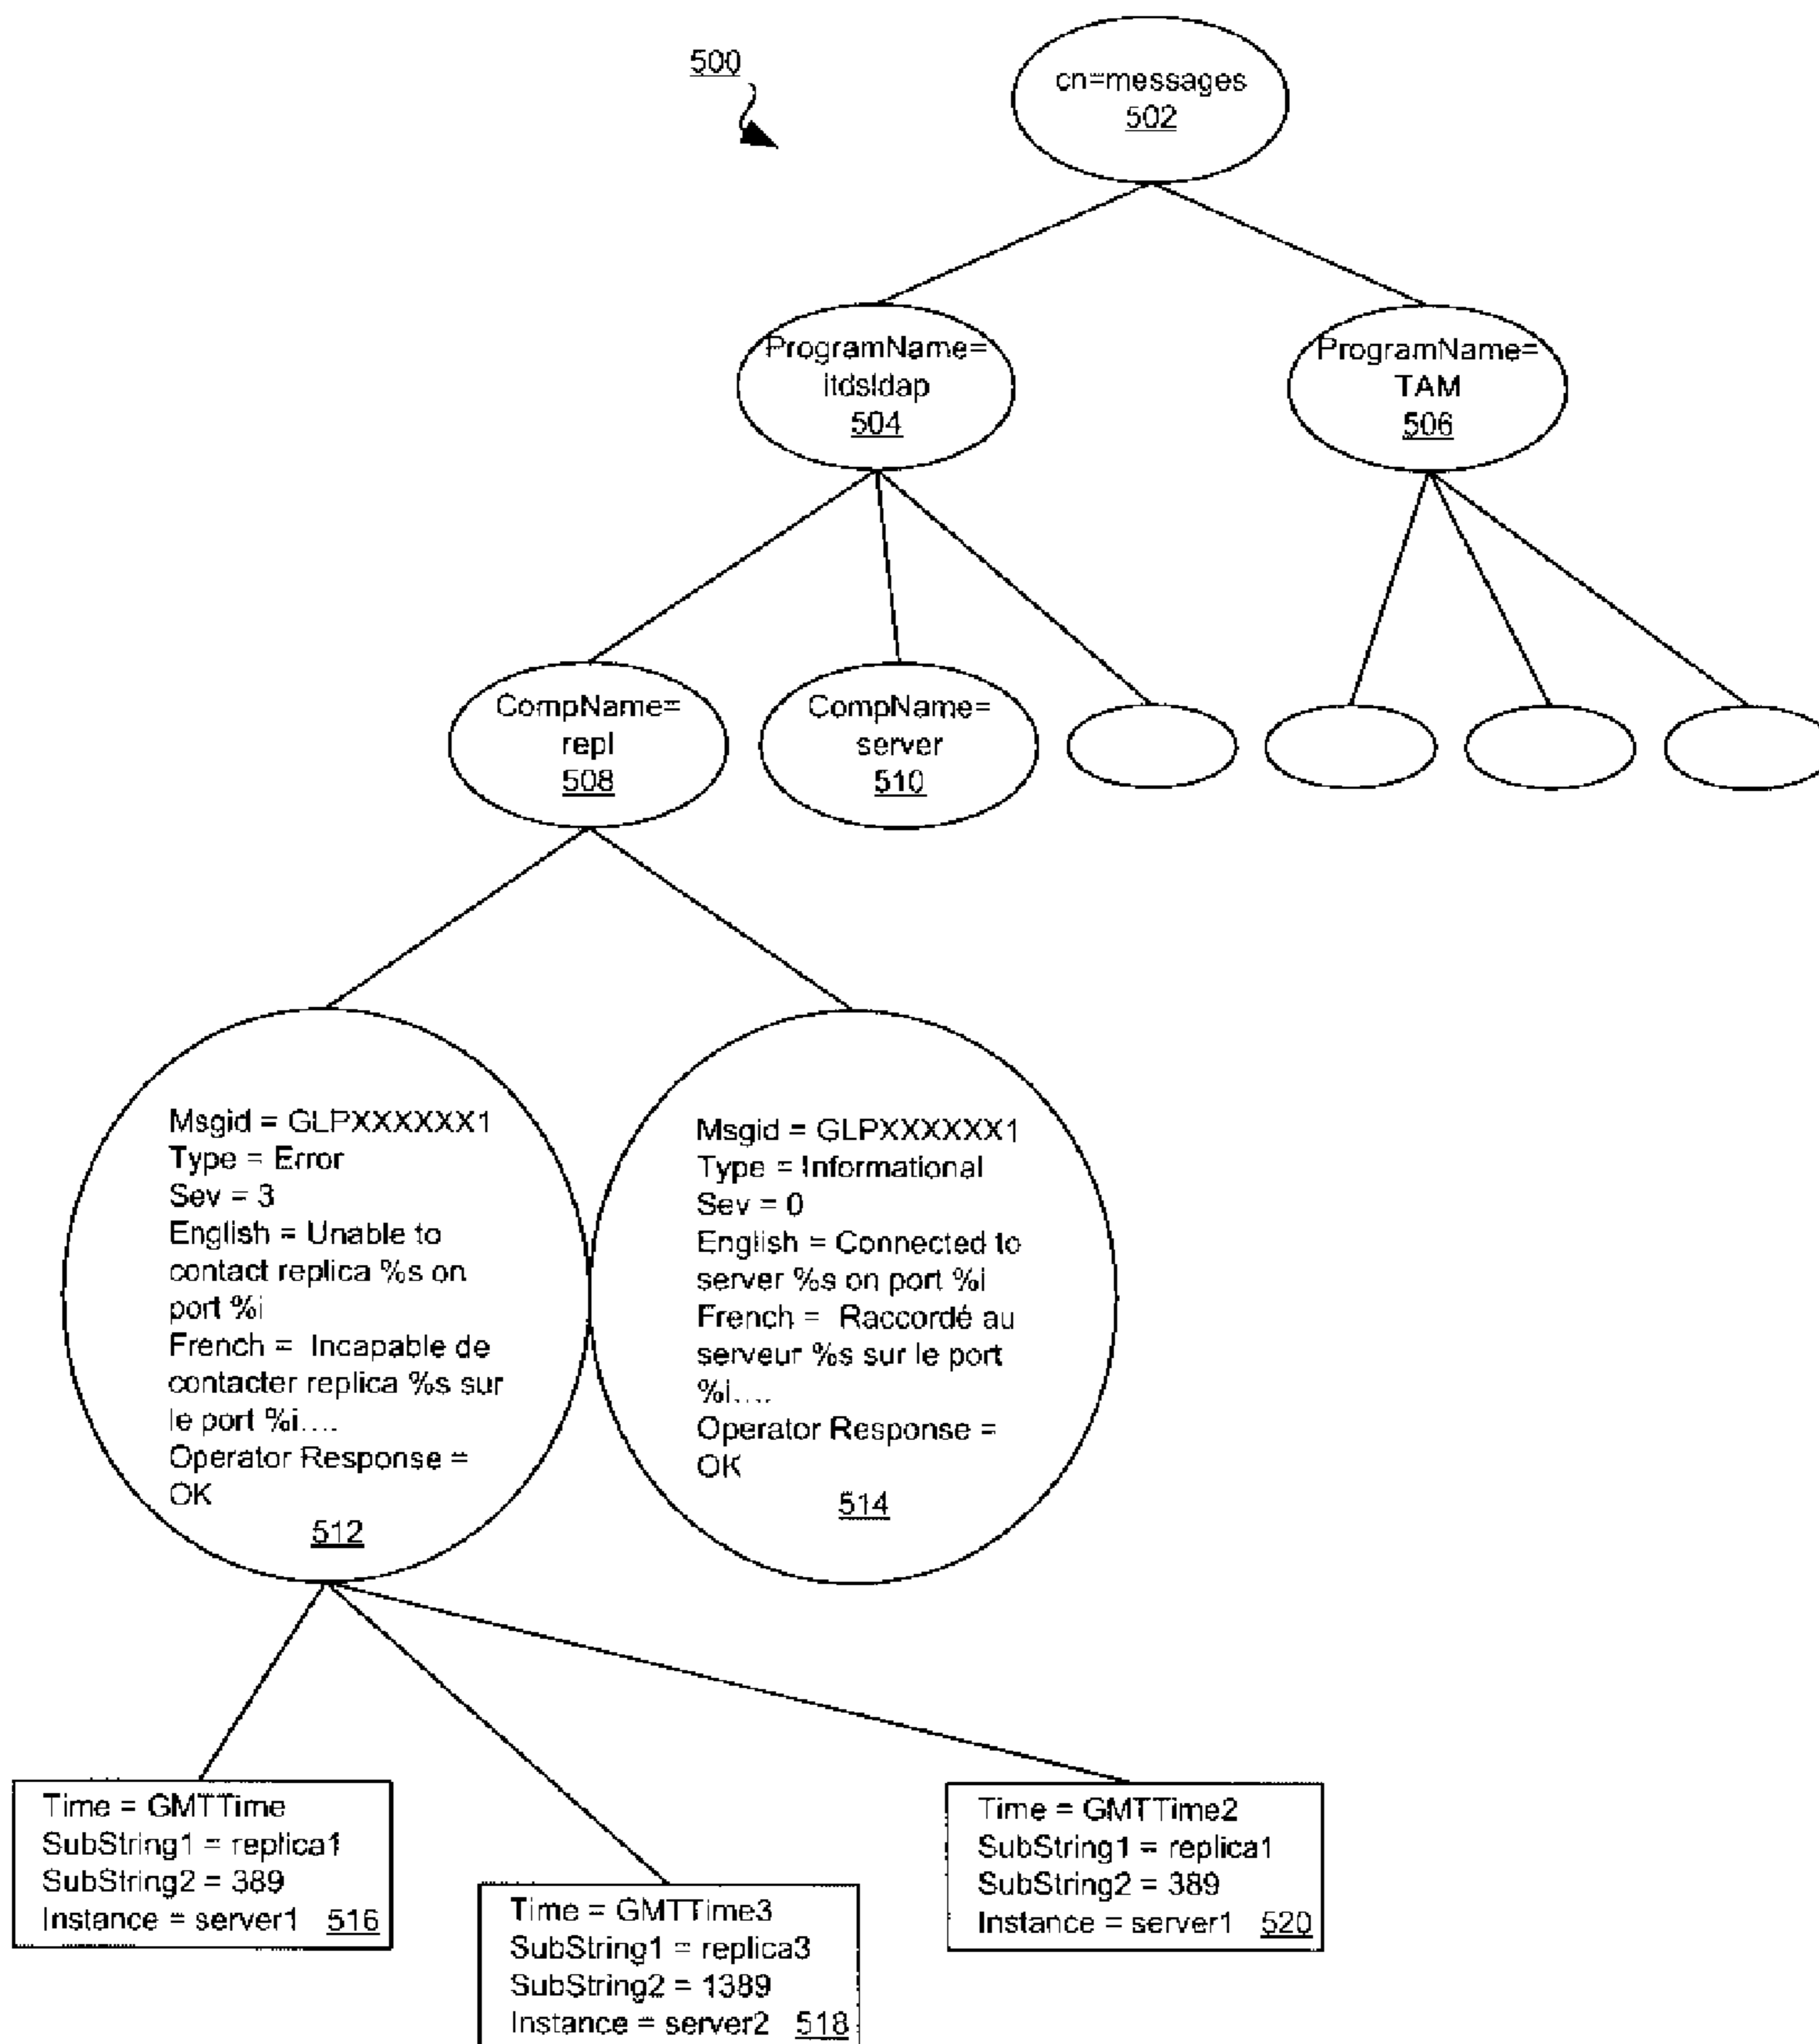 500
cn=messages
502
ProgramName=
itdsldap
504
ProgramName=
TAM
506
CompName=
repl
508
CompName=
server
510
Msgid = GLPXXXXXX1
Type = Error
Sev = 3
English = Unable to
contact replica %s on
port %i
French =  Incapable de
contacter replica %s sur
le port %i....
Operator Response =
OK
512
Msgid = GLPXXXXXX1
Type = Informational
Sev = 0
English = Connected to
server %s on port %i
French =  Raccordé au
serveur %s sur le port
%i....
Operator Response =
OK
514
Time = GMTTime
SubString1 = replica1
SubString2 = 389
Instance = server1 516
Time = GMTTime3
SubString1 = replica3
SubString2 = 1389
Instance = server2 518
Time = GMTTime2
SubString1 = replica1
SubString2 = 389
Instance = server1 520